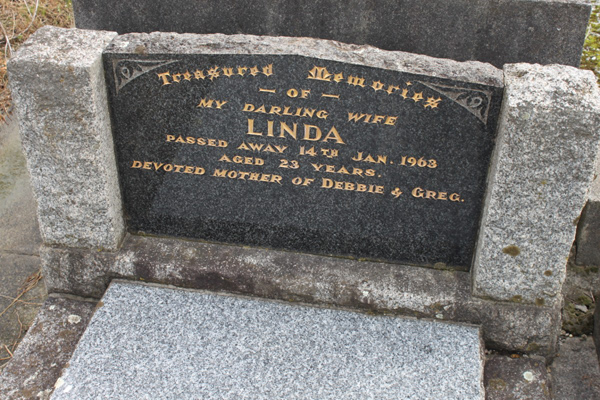 Treasured Memories
— OF —
MY DARLING WIFE
LINDA
PASSED AWAY 14TH JAN. 1963
AGED 23 YEARS.
DEVOTED MOTHER OF DEBBIE & GREG.